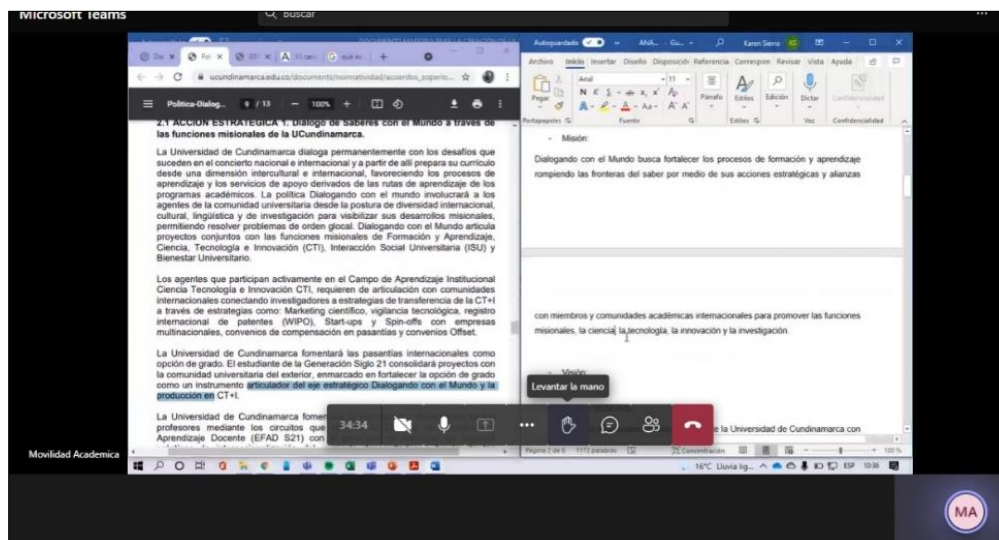 Microsoft Teams
Buscar
ucundinamarca.edu.co/documents/normatividad/acuerdos_superio...
Politica-Dialog...
9 / 13
100%
2.1 ACCIÓN ESTRATÉGICA 1. Diálogo de Saberes con el Mundo a través de
las funciones misionales de la UCundinamarca.
La Universidad de Cundinamarca dialoga permanentemente con los desafíos que
suceden en el concierto nacional e internacional y a partir de allí prepara su currículo
desde una dimensión intercultural e internacional, favoreciendo los procesos de
aprendizaje y los servicios de apoyo derivados de las rutas de aprendizaje de los
programas académicos. La política Dialogando con el mundo involucrará a los
agentes de la comunidad universitaria desde la postura de diversidad internacional,
cultural, lingüística y de investigación para visibilizar sus desarrollos misionales,
permitiendo resolver problemas de orden glocal. Dialogando con el Mundo articula
proyectos conjuntos con las funciones misionales de Formación y Aprendizaje,
Ciencia, Tecnología e Innovación (CTI), Interacción Social Universitaria (ISU) y
Bienestar Universitario.
Los agentes que participan activamente en el Campo de Aprendizaje Institucional
Ciencia Tecnología e Innovación CTI, requieren de articulación con comunidades
internacionales conectando investigadores a estrategias de transferencia de la CT+I
a través de estrategias como: Marketing científico, vigilancia tecnológica, registro
internacional de patentes (WIPO), Start-ups y Spin-offs con empresas
multinacionales, convenios de compensación en pasantías y convenios Offset.
La Universidad de Cundinamarca fomentará las pasantías internacionales como
opción de grado. El estudiante de la Generación Siglo 21 consolidará proyectos con
la comunidad universitaria del exterior, enmarcado en fortalecer la opción de grado
como un instrumento articulador del eje estratégico Dialogando con el Mundo y la
producción en CT+I.
La Universidad de Cundinamarca fomer
profesores mediante los circuitos que
Aprendizaje Docente (EFAD S21) con
Autoguardado
ANA... - Gu...
Karen Sierra
Archivo Inicio Insertar Diseño Disposició Referencia Correspon Revisar Vista Ayuda
Arial
11
Pegar
N K S
Párrafo
Estilos
Edición
Dictar
Confidencialidad
Portapapeles
Fuente
Estilos
Voz
Confidencialidad
- Misión:
Dialogando con el Mundo busca fortalecer los procesos de formación y aprendizaje
rompiendo las fronteras del saber por medio de sus acciones estratégicas y alianzas
con miembros y comunidades académicas internacionales para promover las funciones
misionales, la ciencia, la tecnología, la innovación y la investigación.
- Visión:
Levantar la mano
e la Universidad de Cundinamarca con
34:34
Página 2 de 6
1172 palabras
Concentración
100 %
Movilidad Academica
16°C Lluvia lig...
ESP
10:36
MA